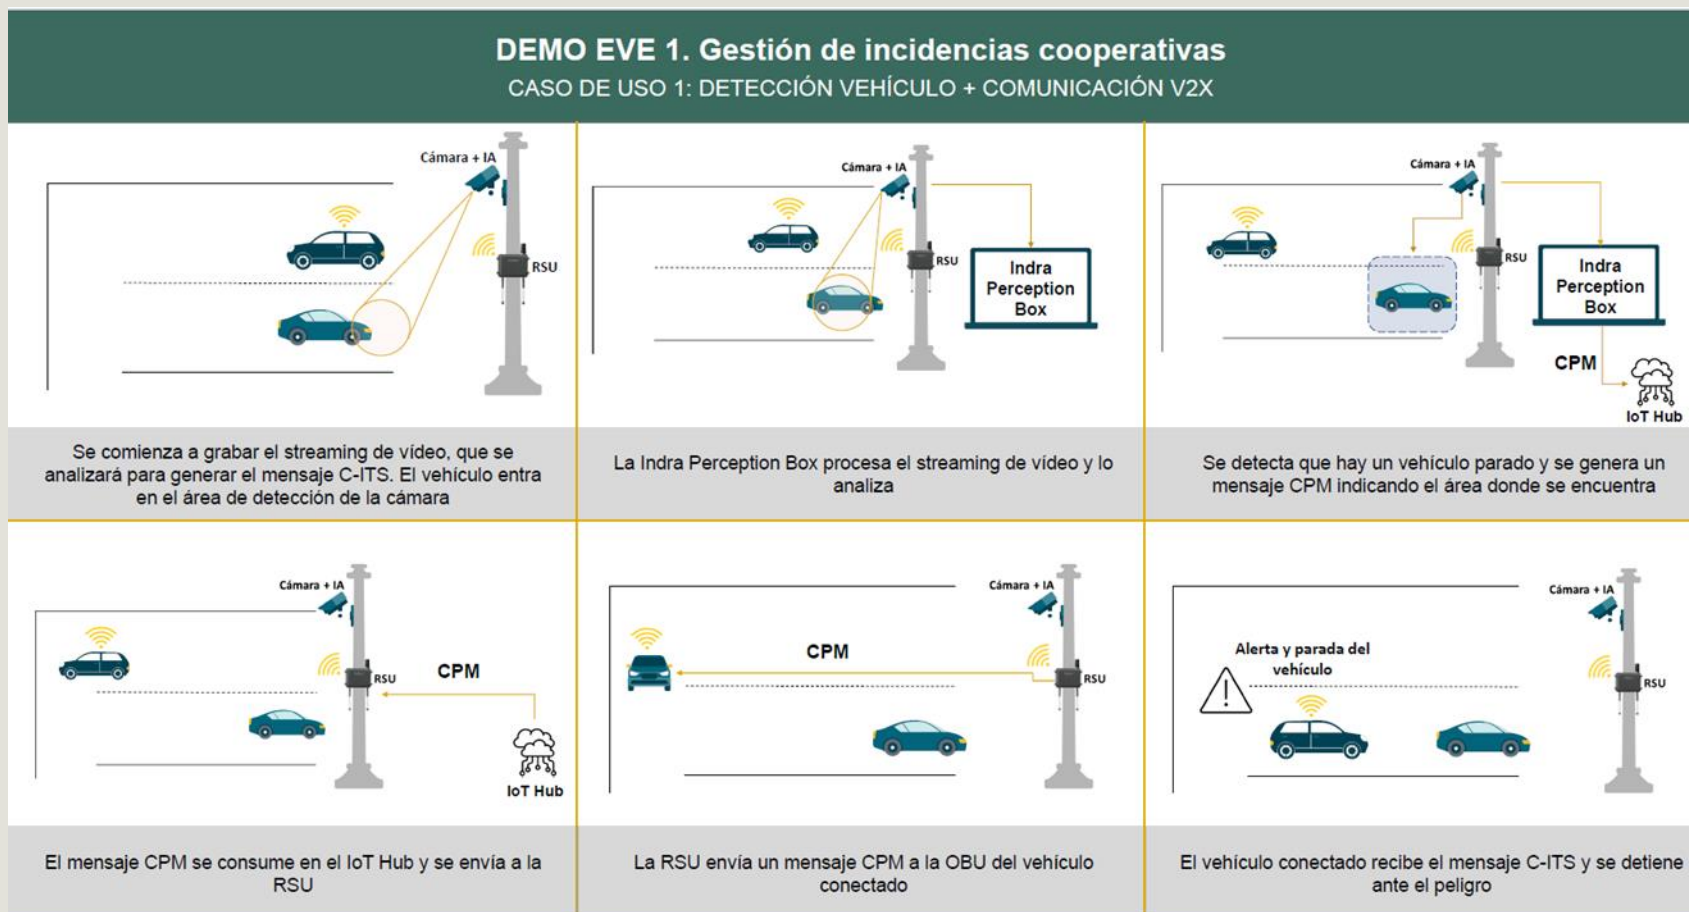 DEMO EVE 1. Gestión de incidencias cooperativas
CASO DE USO 1: DETECCIÓN VEHÍCULO + COMUNICACIÓN V2X
Cámara + IA
RSU
Se comienza a grabar el streaming de vídeo, que se
analizará para generar el mensaje C-ITS. El vehículo entra
en el área de detección de la cámara
Cámara + IA
RSU
Indra
Perception
Box
La Indra Perception Box procesa el streaming de vídeo y lo
analiza
Cámara + IA
RSU
Indra
Perception
Box
CPM
IoT Hub
Se detecta que hay un vehículo parado y se genera un
mensaje CPM indicando el área donde se encuentra
Cámara + IA
RSU
CPM
IoT Hub
El mensaje CPM se consume en el IoT Hub y se envía a la
RSU
Cámara + IA
CPM
RSU
La RSU envía un mensaje CPM a la OBU del vehículo
conectado
Cámara + IA
Alerta y parada del
vehículo
RSU
El vehículo conectado recibe el mensaje C-ITS y se detiene
ante el peligro